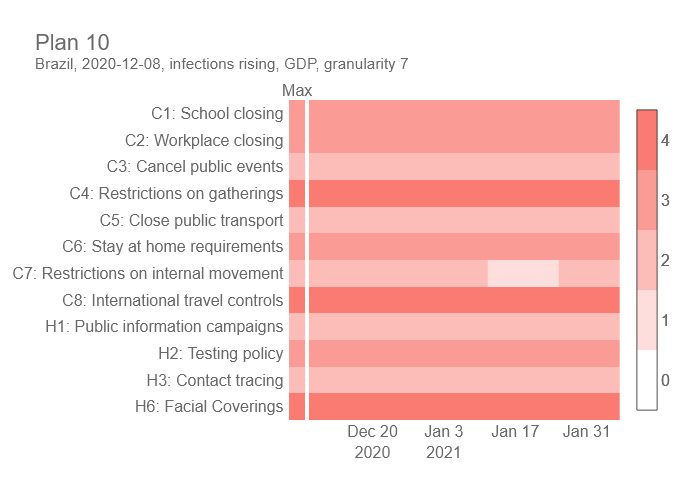 Plan 10
Brazil, 2020-12-08, infections rising, GDP, granularity 7
Max
C1: School closing
C2: Workplace closing
C3: Cancel public events
C4: Restrictions on gatherings
C5: Close public transport
C6: Stay at home requirements
C7: Restrictions on internal movement
C8: International travel controls
H1: Public information campaigns
H2: Testing policy
H3: Contact tracing
H6: Facial Coverings
Dec 20 Jan 3 Jan 17 Jan 31
2020 2021
4
3
2
1
0